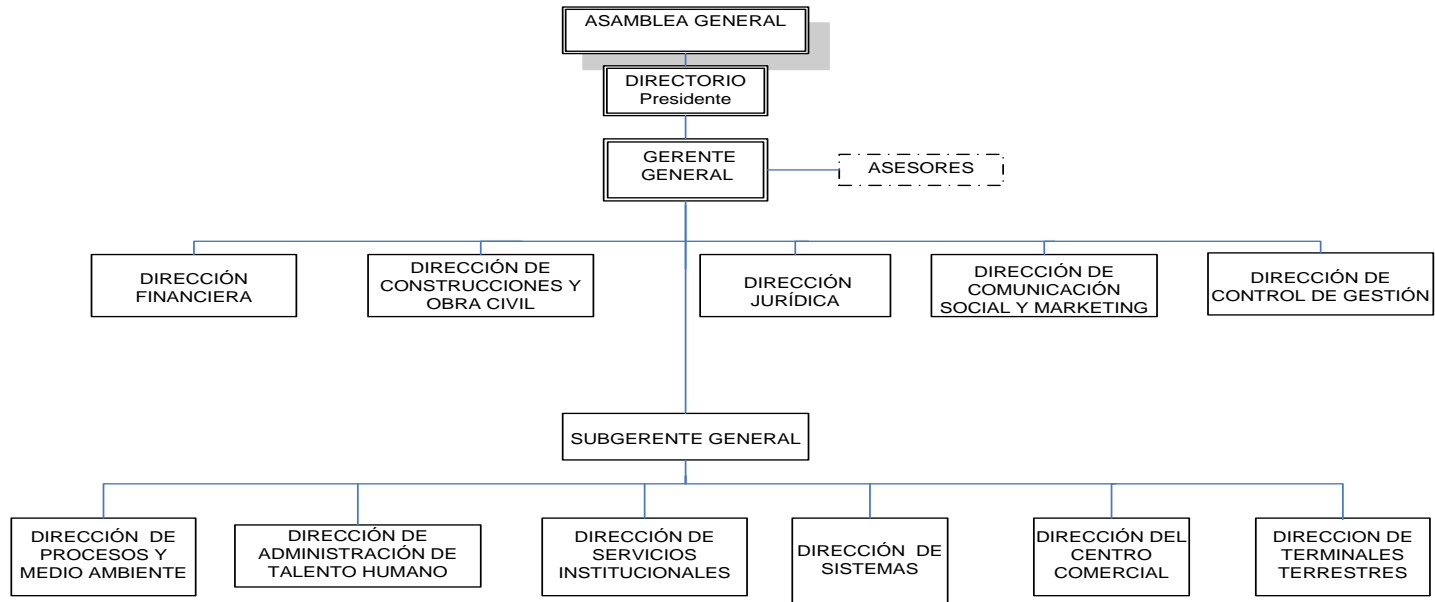 ASAMBLEA GENERAL
DIRECTORIO
Presidente
GERENTE
GENERAL
ASESORES
DIRECCIÓN
FINANCIERA
DIRECCIÓN DE
CONSTRUCCIONES Y
OBRA CIVIL
DIRECCIÓN
JURÍDICA
DIRECCIÓN DE
COMUNICACIÓN
SOCIAL Y MARKETING
DIRECCIÓN DE
CONTROL DE GESTIÓN
SUBGERENTE GENERAL
DIRECCIÓN DE
PROCESOS Y
MEDIO AMBIENTE
DIRECCIÓN DE
ADMINISTRACIÓN DE
TALENTO HUMANO
DIRECCIÓN DE
SERVICIOS
INSTITUCIONALES
DIRECCIÓN DE
SISTEMAS
DIRECCIÓN DEL
CENTRO
COMERCIAL
DIRECCION DE
TERMINALES
TERRESTRES